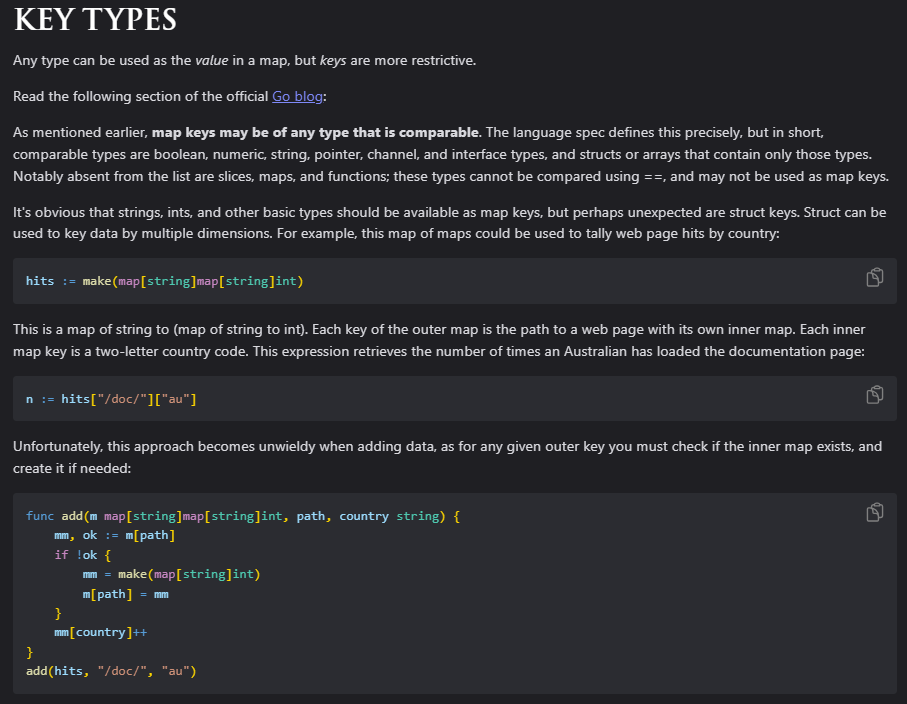 KEY TYPES
Any type can be used as the value in a map, but keys are more restrictive.
Read the following section of the official Go blog:
As mentioned earlier, map keys may be of any type that is comparable. The language spec defines this precisely, but in short,
comparable types are boolean, numeric, string, pointer, channel, and interface types, and structs or arrays that contain only those types.
Notably absent from the list are slices, maps, and functions; these types cannot be compared using ==, and may not be used as map keys.
It's obvious that strings, ints, and other basic types should be available as map keys, but perhaps unexpected are struct keys. Struct can be
used to key data by multiple dimensions. For example, this map of maps could be used to tally web page hits by country:
hits := make(map[string]map[string]int)
This is a map of string to (map of string to int). Each key of the outer map is the path to a web page with its own inner map. Each inner
map key is a two-letter country code. This expression retrieves the number of times an Australian has loaded the documentation page:
n := hits["/doc/"]["au"]
Unfortunately, this approach becomes unwieldy when adding data, as for any given outer key you must check if the inner map exists, and
create it if needed:
func add(m map[string]map[string]int, path, country string) {
    mm, ok := m[path]
    if !ok {
        mm = make(map[string]int)
        m[path] = mm
    }
    mm[country]++
}
add(hits, "/doc/", "au")